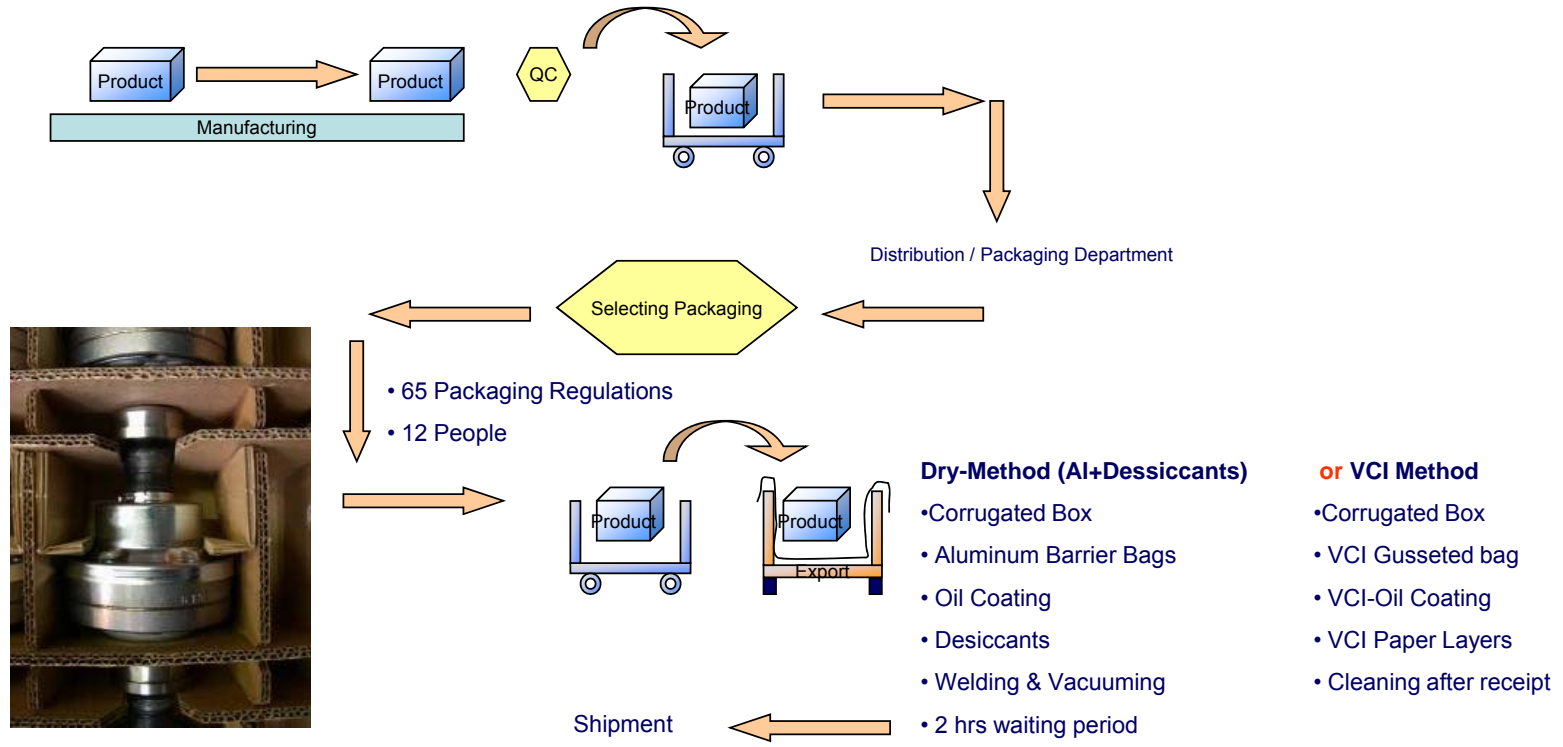 Product
Product
QC
Product
Manufacturing
Distribution / Packaging Department
Selecting Packaging
• 65 Packaging Regulations
• 12 People
Product
Product
Export
Dry-Method (Al+Dessiccants)
•Corrugated Box
• Aluminum Barrier Bags
• Oil Coating
• Desiccants
• Welding & Vacuuming
• 2 hrs waiting period
or VCI Method
•Corrugated Box
• VCI Gusseted bag
• VCI-Oil Coating
• VCI Paper Layers
• Cleaning after receipt
Shipment